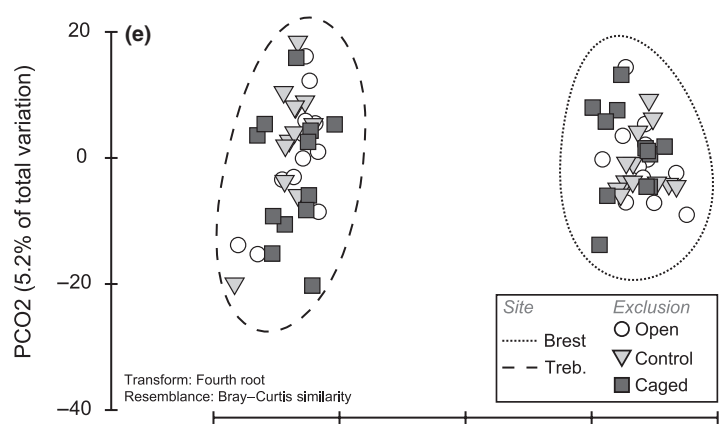 20
(e)
0
−20
−40
PCO2 (5.2% of total variation)
Transform: Fourth root
Resemblance: Bray–Curtis similarity
Site
Exclusion
Brest
Treb.
Open
Control
Caged